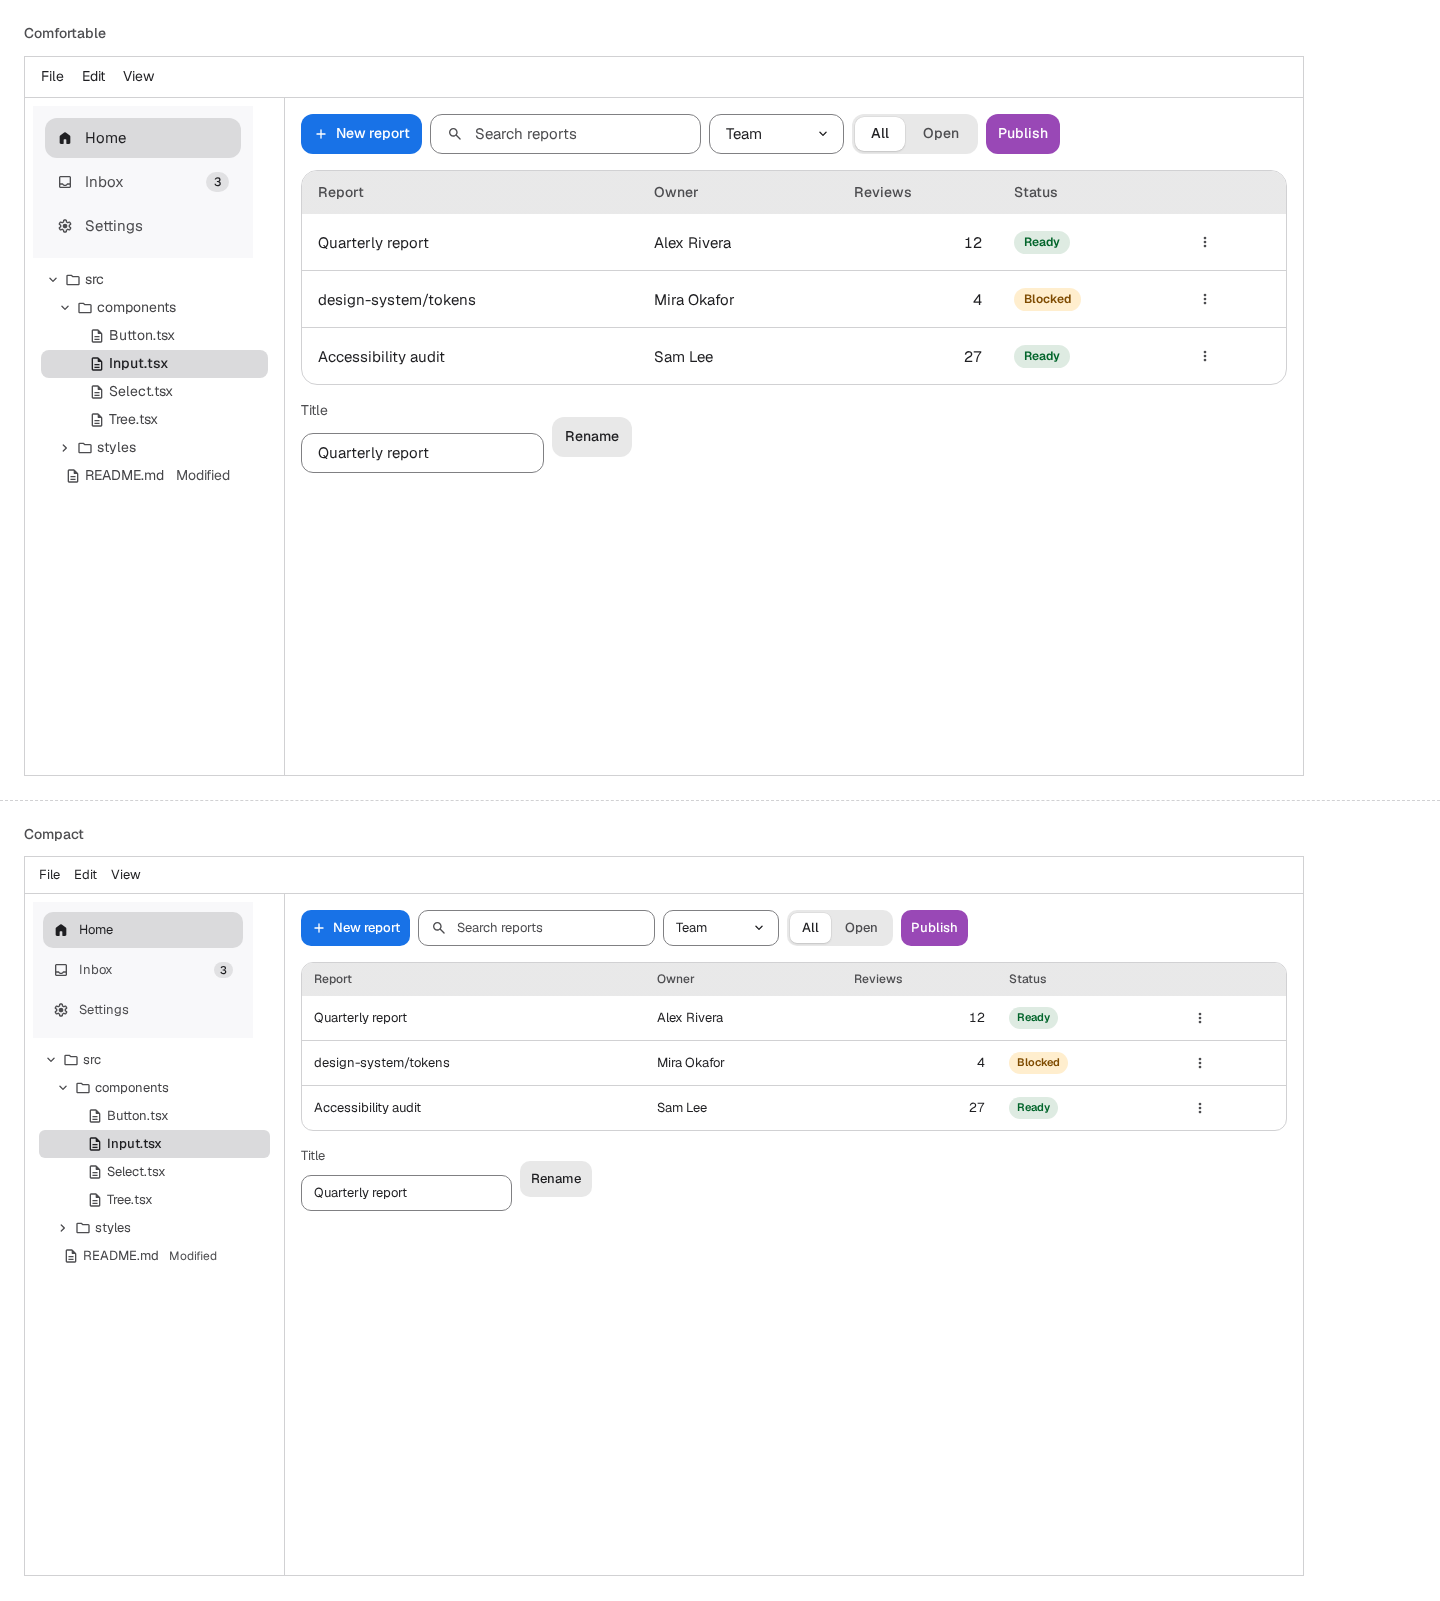 Comfortable
File Edit View
Home
Inbox 3
Settings
src
components
Button.tsx
Input.tsx
Select.tsx
Tree.tsx
styles
README.md Modified
New report Search reports Team All Open Publish
Report Owner Reviews Status
Quarterly report Alex Rivera 12 Ready
design-system/tokens Mira Okafor 4 Blocked
Accessibility audit Sam Lee 27 Ready
Title
Quarterly report Rename
Compact
File Edit View
Home
Inbox 3
Settings
src
components
Button.tsx
Input.tsx
Select.tsx
Tree.tsx
styles
README.md Modified
New report Search reports Team All Open Publish
Report Owner Reviews Status
Quarterly report Alex Rivera 12 Ready
design-system/tokens Mira Okafor 4 Blocked
Accessibility audit Sam Lee 27 Ready
Title
Quarterly report Rename